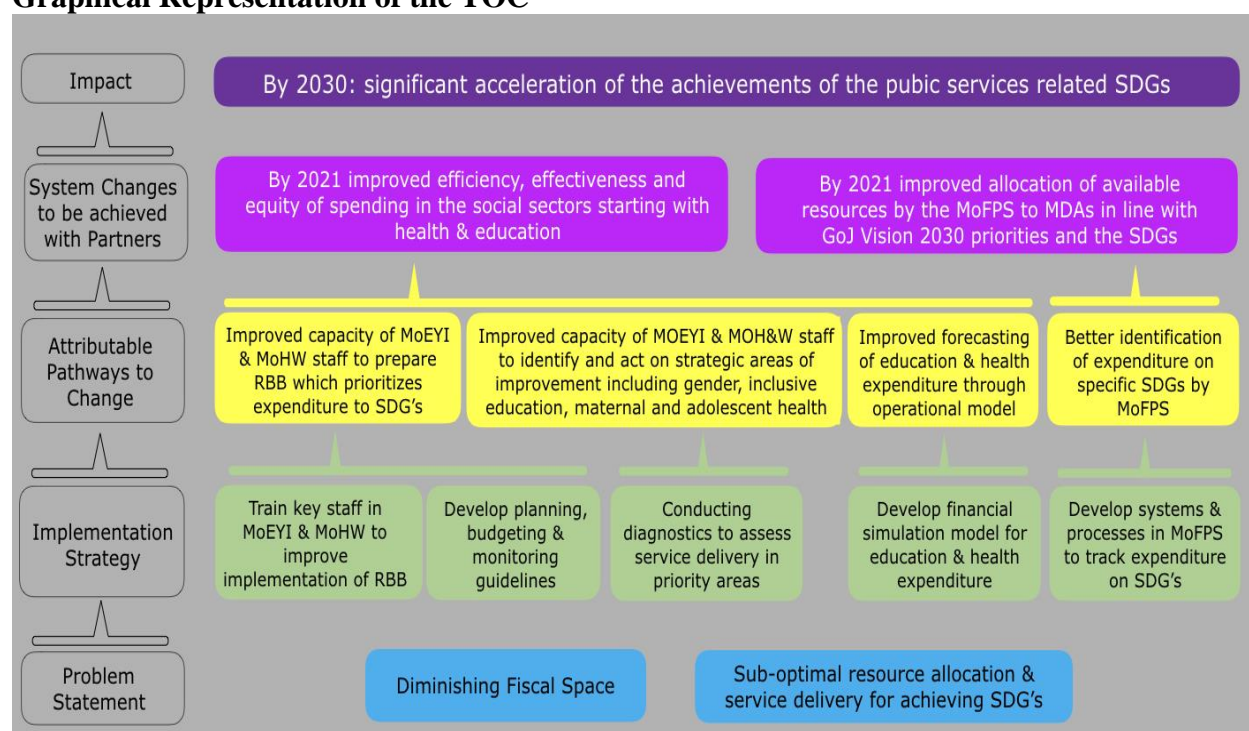 Graphical Representation of the TOC
Impact
By 2030: significant acceleration of the achievements of the pubic services related SDGs
System Changes
to be achieved
with Partners
By 2021 improved efficiency, effectiveness and
equity of spending in the social sectors starting with
health & education
By 2021 improved allocation of available
resources by the MoFPS to MDAs in line with
GoJ Vision 2030 priorities and the SDGs
Attributable
Pathways to
Change
Improved capacity of MoEYI
& MoHW staff to prepare
RBB which prioritizes
expenditure to SDG's
Improved capacity of MOEYI & MOH&W staff
to identify and act on strategic areas of
improvement including gender, inclusive
education, maternal and adolescent health
Improved forecasting
of education & health
expenditure through
operational model
Better identification
of expenditure on
specific SDGs by
MoFPS
Implementation
Strategy
Train key staff in
MoEYI & MoHW to
improve
implementation of RBB
Develop planning,
budgeting &
monitoring
guidelines
Conducting
diagnostics to assess
service delivery in
priority areas
Develop financial
simulation model for
education & health
expenditure
Develop systems &
processes in MoFPS
to track expenditure
on SDG's
Problem
Statement
Diminishing Fiscal Space
Sub-optimal resource allocation &
service delivery for achieving SDG's